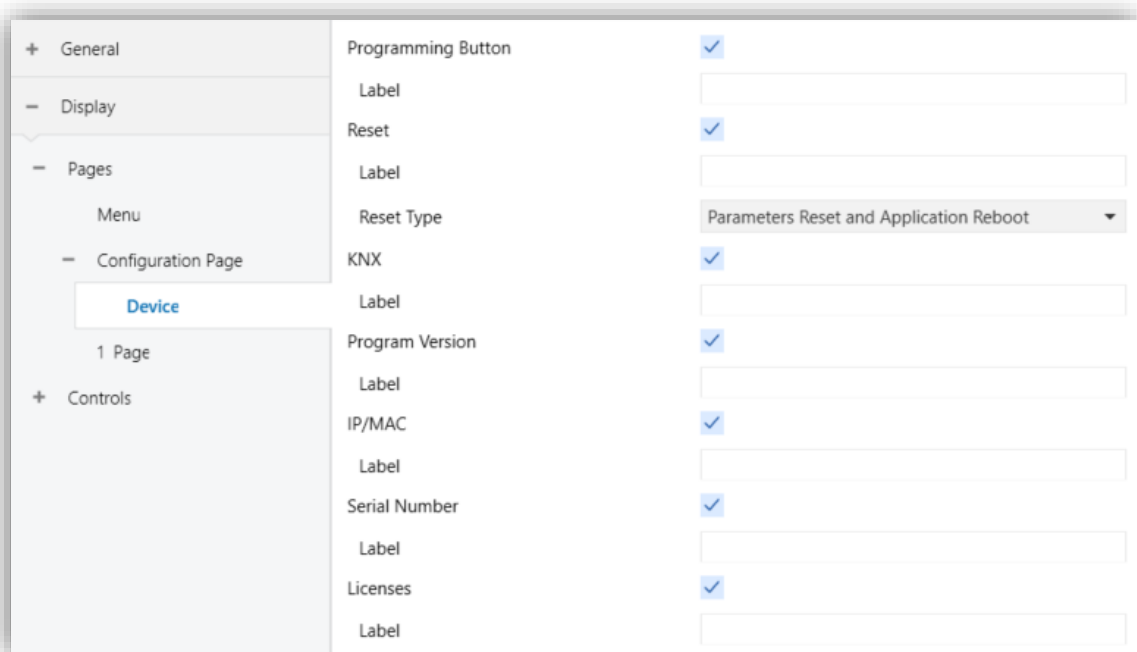 + General
− Display
− Pages
Menu
− Configuration Page
Device
1 Page
+ Controls
Programming Button
Label
Reset
Label
Reset Type Parameters Reset and Application Reboot
KNX
Label
Program Version
Label
IP/MAC
Label
Serial Number
Label
Licenses
Label